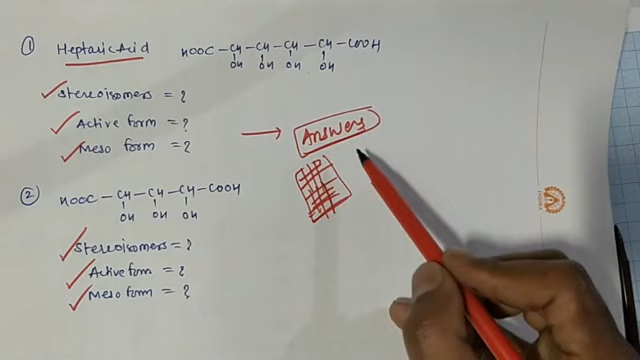 ① Heptaric Acid HOOC – CH – CH – CH – CH – COOH
OH OH OH OH
Stereoisomers = ?
Active form = ?
Meso form = ?
→ Answers
② HOOC – CH – CH – CH – COOH
OH OH OH
Stereoisomers = ?
Active form = ?
Meso form = ?